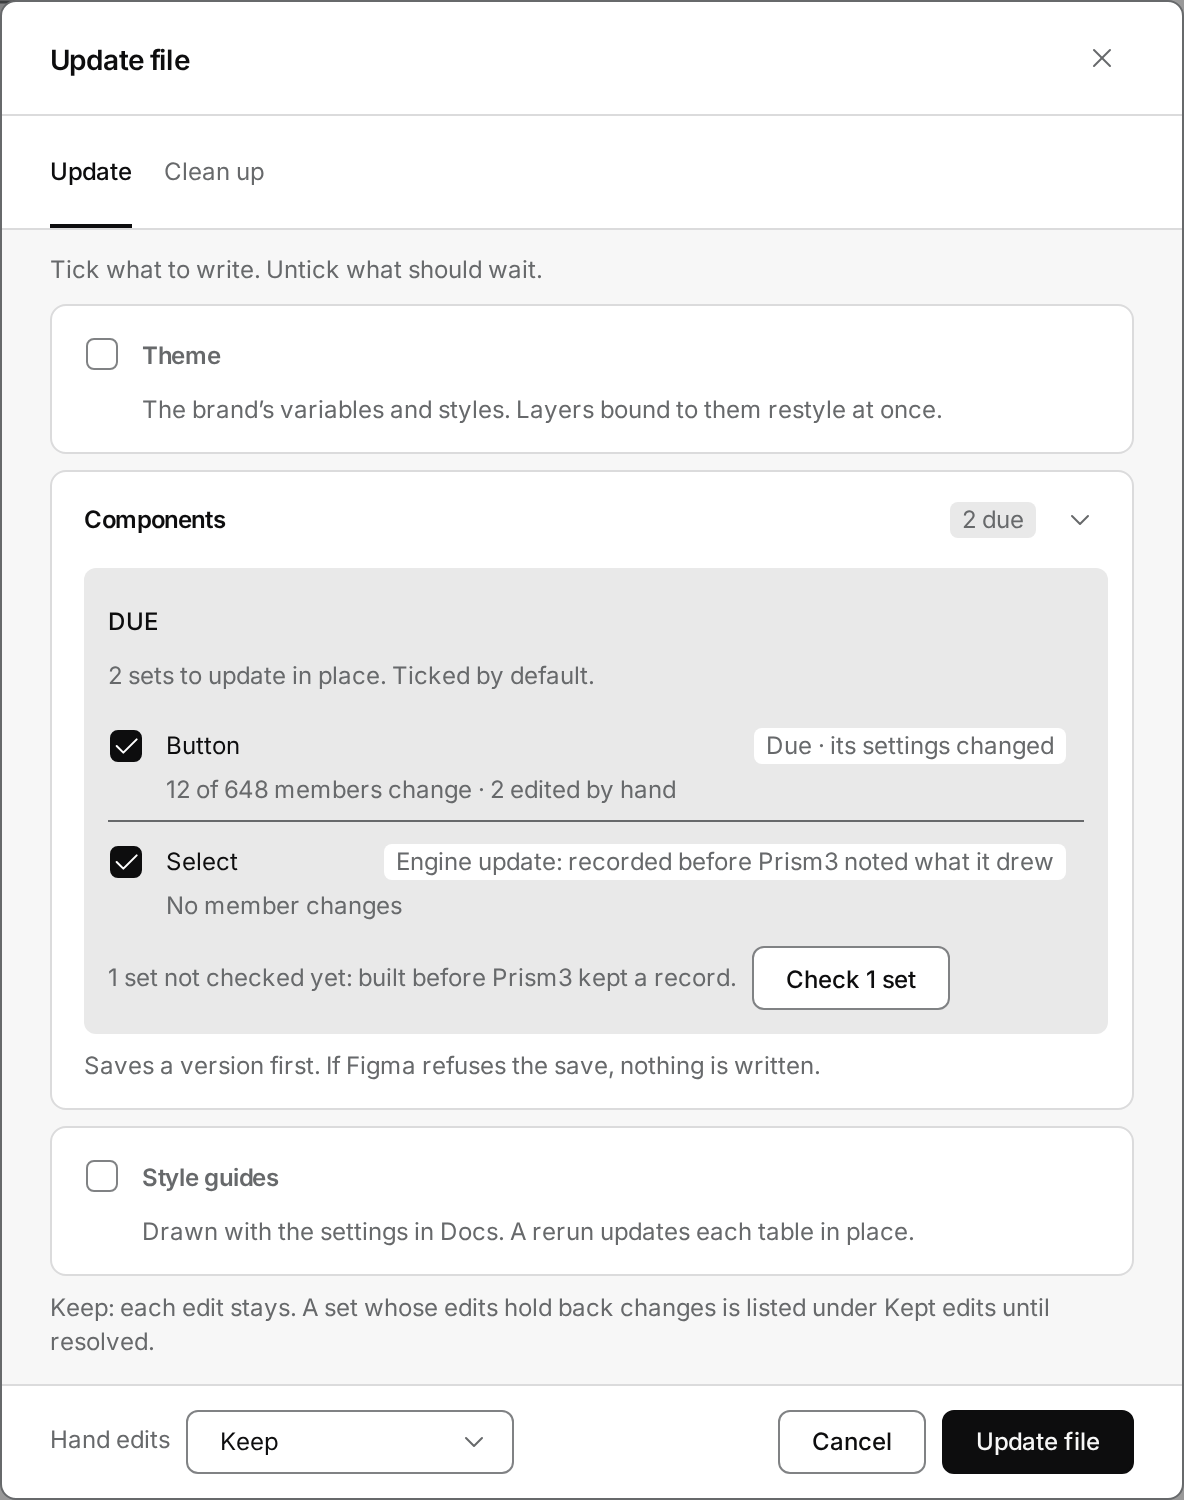 Update file
Update
Clean up
Tick what to write. Untick what should wait.
Theme
The brand’s variables and styles. Layers bound to them restyle at once.
Components
2 due
DUE
2 sets to update in place. Ticked by default.
Button
Due · its settings changed
12 of 648 members change · 2 edited by hand
Select
Engine update: recorded before Prism3 noted what it drew
No member changes
1 set not checked yet: built before Prism3 kept a record.
Check 1 set
Saves a version first. If Figma refuses the save, nothing is written.
Style guides
Drawn with the settings in Docs. A rerun updates each table in place.
Keep: each edit stays. A set whose edits hold back changes is listed under Kept edits until
resolved.
Hand edits
Keep
Cancel
Update file